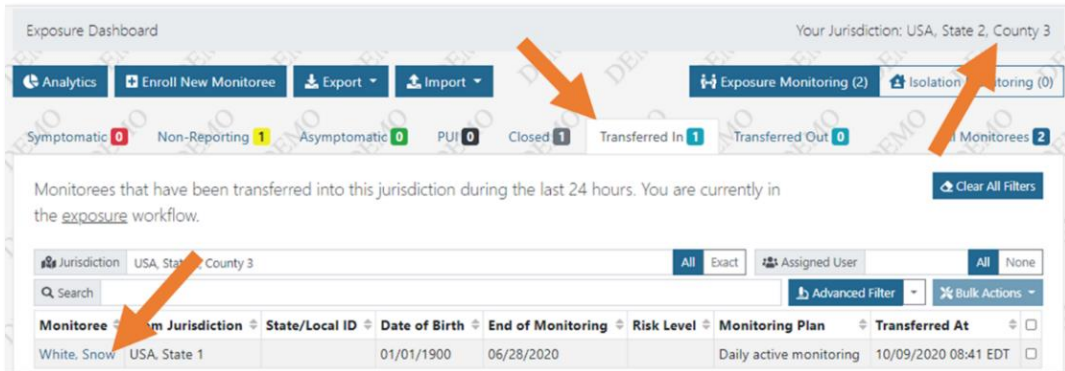 Exposure Dashboard Your Jurisdiction: USA, State 2, County 3
Analytics Enroll New Monitoree Export Import Exposure Monitoring (2) Isolation (0)
Symptomatic 0 Non-Reporting 1 Asymptomatic 0 PUI 0 Closed 1 Transferred In 1 Transferred Out 0 Monitorees 2
Monitorees that have been transferred into this jurisdiction during the last 24 hours. You are currently in
the exposure workflow.
Clear All Filters
Jurisdiction USA, County 3 All Exact Assigned User All None
Search Advanced Filter Bulk Actions
Monitoree Jurisdiction State/Local ID Date of Birth End of Monitoring Risk Level Monitoring Plan Transferred At
White, Snow USA, State 1 01/01/1900 06/28/2020 Daily active monitoring 10/09/2020 08:41 EDT
DEMO